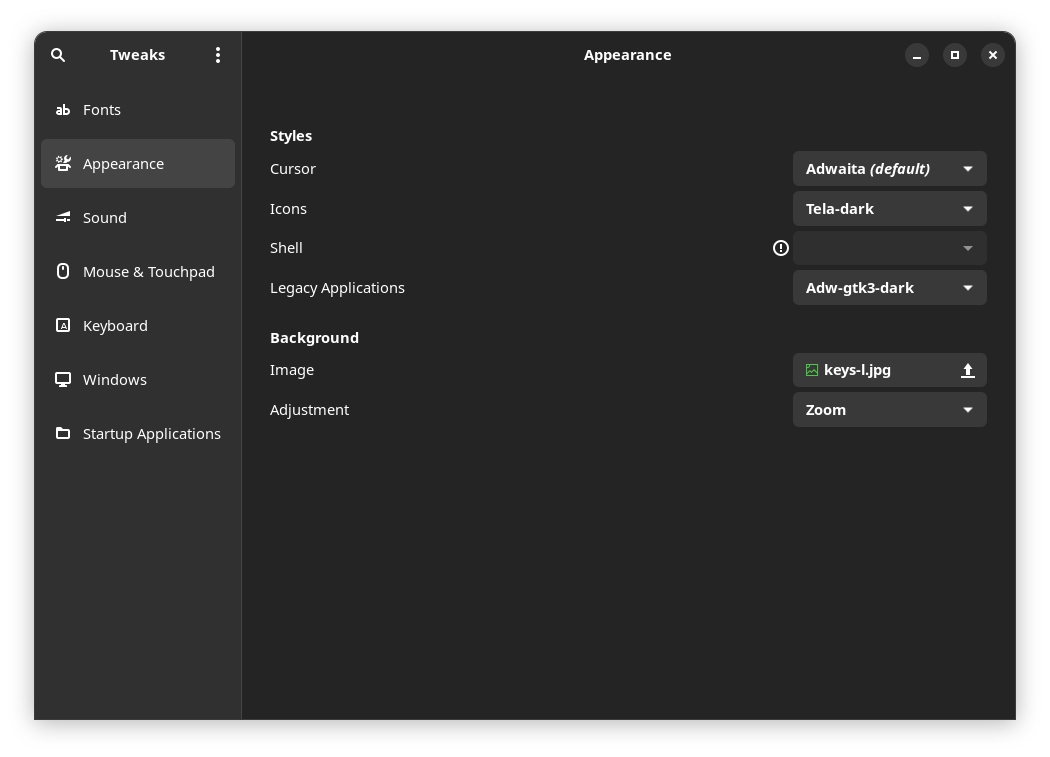 Tweaks
Appearance
ab Fonts
Appearance
Sound
Mouse & Touchpad
A Keyboard
Windows
Startup Applications
Styles
Cursor Adwaita (default)
Icons Tela-dark
Shell
Legacy Applications Adw-gtk3-dark
Background
Image keys-l.jpg
Adjustment Zoom